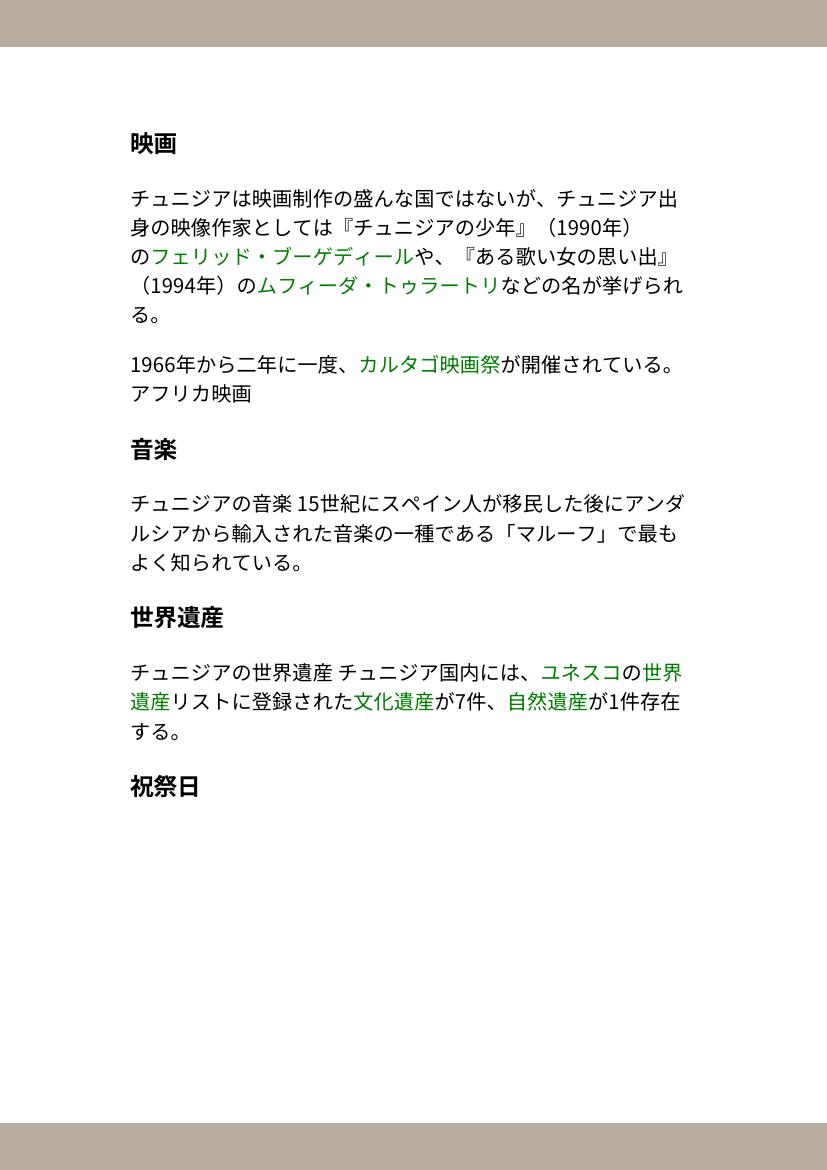 映画
チュニジアは映画制作の盛んな国ではないが、チュニジア出
身の映像作家としては『チュニジアの少年』（1990年）
のフェリッド・ブーゲディールや、『ある歌い女の思い出』
（1994年）のムフィーダ・トゥラートリなどの名が挙げられ
る。
1966年から二年に一度、カルタゴ映画祭が開催されている。
アフリカ映画
音楽
チュニジアの音楽 15世紀にスペイン人が移民した後にアンダ
ルシアから輸入された音楽の一種である「マルーフ」で最も
よく知られている。
世界遺産
チュニジアの世界遺産 チュニジア国内には、ユネスコの世界
遺産リストに登録された文化遺産が7件、自然遺産が1件存在
する。
祝祭日